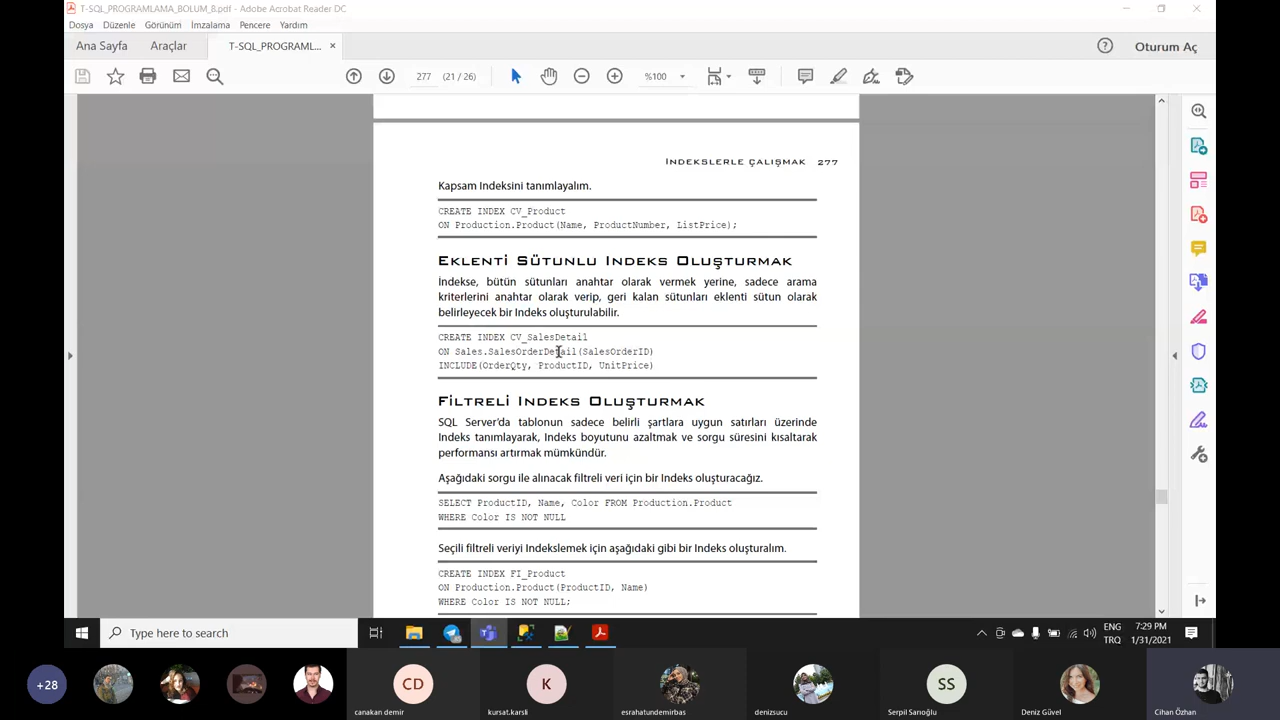 T-SQL_PROGRAMLAMA_BOLUM_8.pdf - Adobe Acrobat Reader DC
Dosya Düzenle Görünüm İmzalama Pencere Yardım
Ana Sayfa Araçlar T-SQL_PROGRAML... × Oturum Aç
277 (21 / 26) %100
İndekslerle Çalışmak 277
Kapsam Indeksini tanımlayalım.
CREATE INDEX CV_Product
ON Production.Product(Name, ProductNumber, ListPrice);
Eklenti Sütunlu Indeks Oluşturmak
İndekse, bütün sütunları anahtar olarak vermek yerine, sadece arama
kriterlerini anahtar olarak verip, geri kalan sütunları eklenti sütun olarak
belirleyecek bir Indeks oluşturulabilir.
CREATE INDEX CV_SalesDetail
ON Sales.SalesOrderDetail(SalesOrderID)
INCLUDE(OrderQty, ProductID, UnitPrice)
Filtreli Indeks Oluşturmak
SQL Server'da tablonun sadece belirli şartlara uygun satırları üzerinde
Indeks tanımlayarak, Indeks boyutunu azaltmak ve sorgu süresini kısaltarak
performansı artırmak mümkündür.
Aşağıdaki sorgu ile alınacak filtreli veri için bir Indeks oluşturacağız.
SELECT ProductID, Name, Color FROM Production.Product
WHERE Color IS NOT NULL
Seçili filtreli veriyi Indekslemek için aşağıdaki gibi bir Indeks oluşturalım.
CREATE INDEX FI_Product
ON Production.Product(ProductID, Name)
WHERE Color IS NOT NULL;
Type here to search
ENG 7:29 PM
TRQ 1/31/2021
+28 CD K SS
canakan demir kursat.karsli esrahatundemirbas denizsucu Serpil Sarıoğlu Deniz Güvel Cihan Özhan